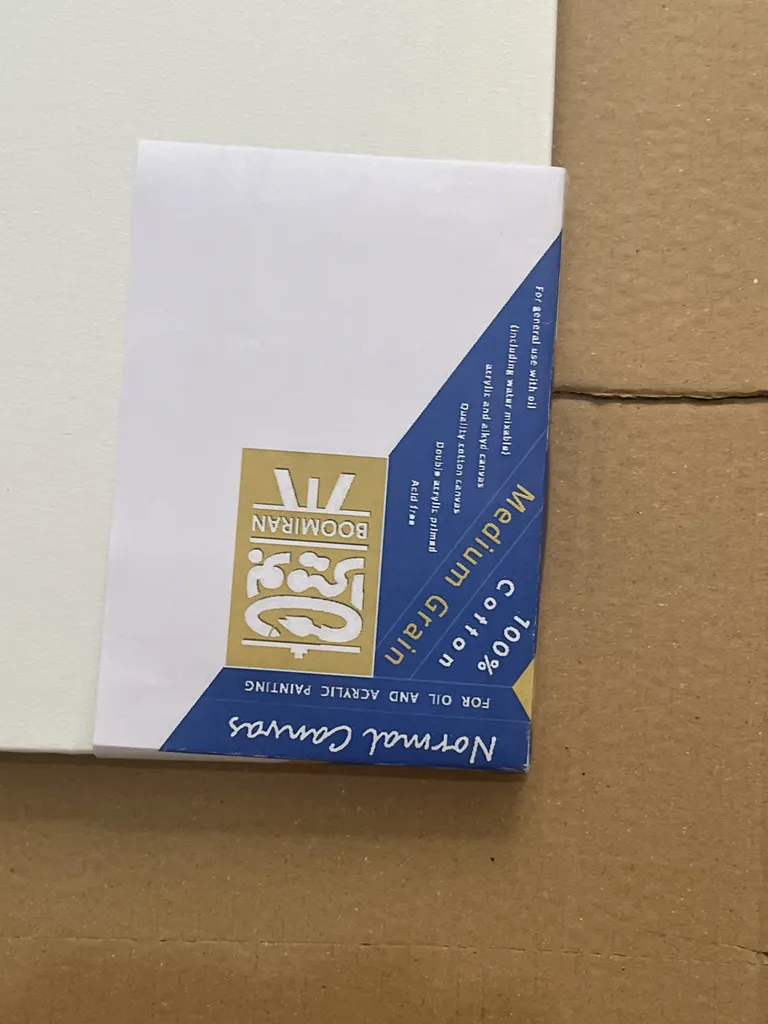 Normal Canvas
FOR OIL AND ACRYLIC PAINTING
100%
Cotton
Medium Grain
For general use with oil
(including water mixable)
acrylic and alkyd canvas
Quality cotton canvas
Double acrylic primed
Acid free
BOOMIRAN